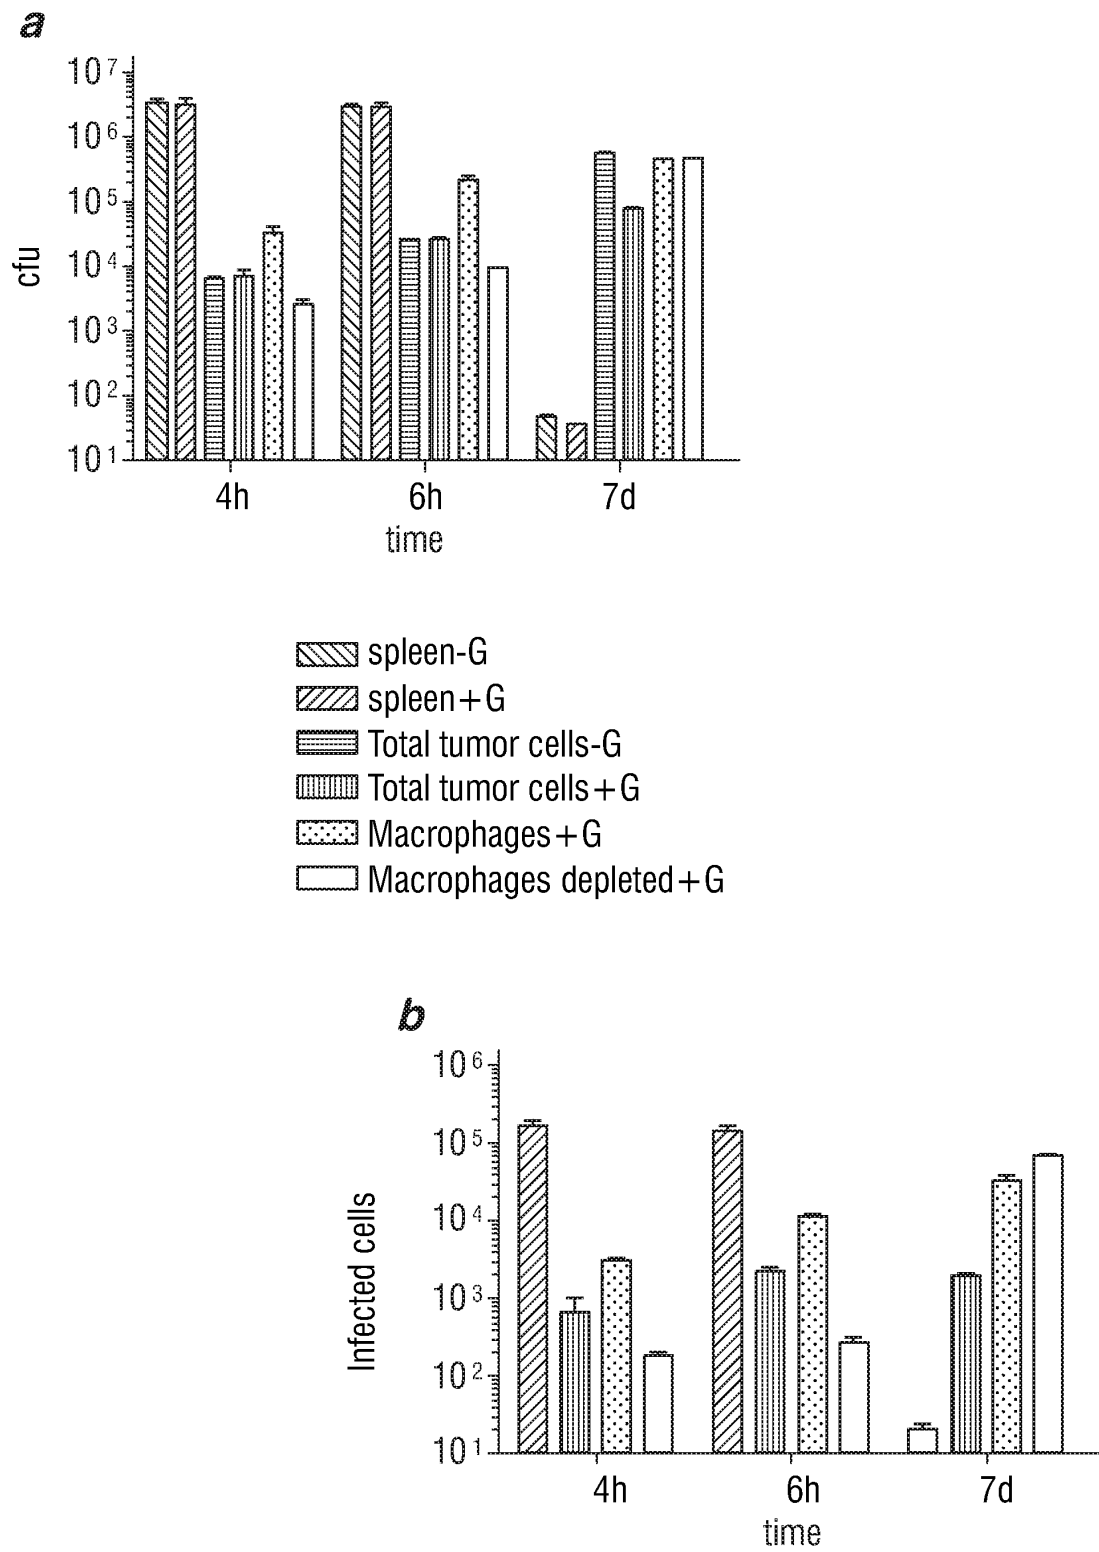 a
10⁷
10⁶
10⁵
10⁴
10³
10²
10¹
cfu
4h 6h 7d
time
spleen-G
spleen+G
Total tumor cells-G
Total tumor cells+G
Macrophages+G
Macrophages depleted+G
b
10⁶
10⁵
10⁴
10³
10²
10¹
Infected cells
4h 6h 7d
time